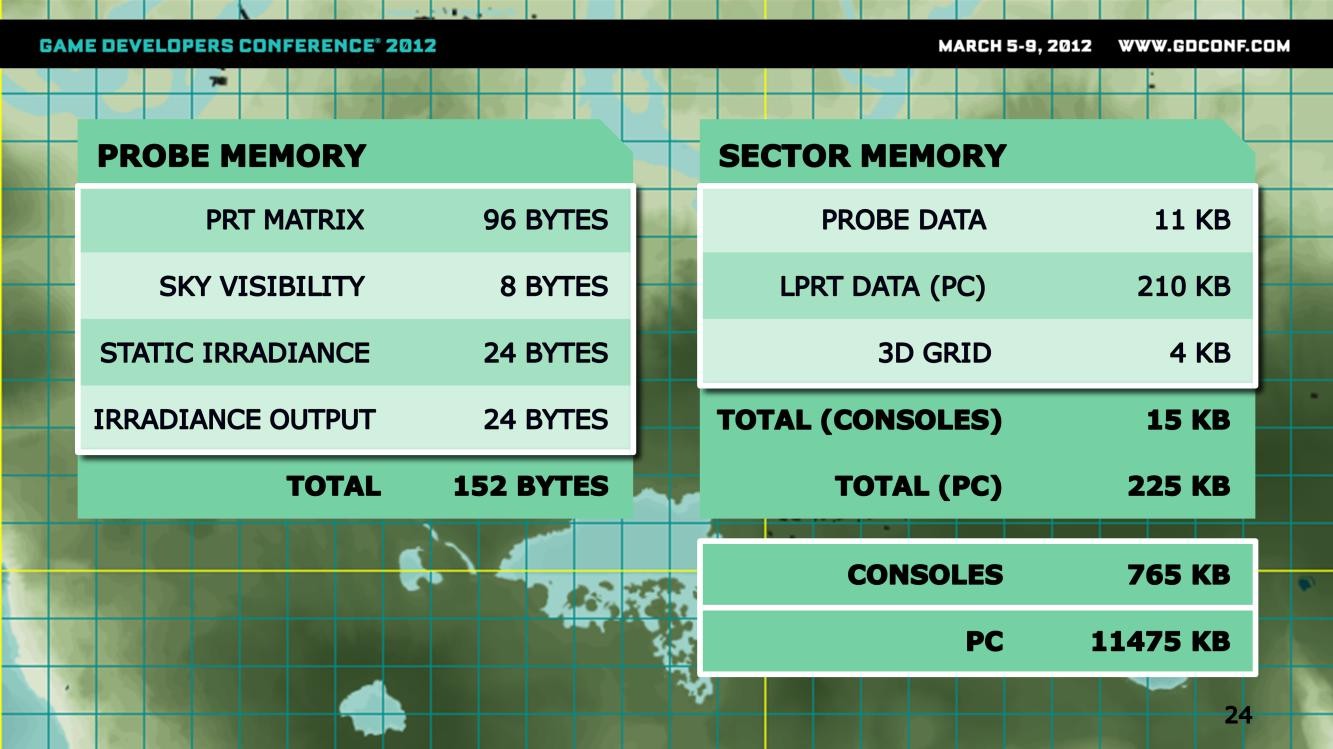 GAME DEVELOPERS CONFERENCE® 2012
MARCH 5-9, 2012 WWW.GDCONF.COM
PROBE MEMORY
PRT MATRIX 96 BYTES
SKY VISIBILITY 8 BYTES
STATIC IRRADIANCE 24 BYTES
IRRADIANCE OUTPUT 24 BYTES
TOTAL 152 BYTES
SECTOR MEMORY
PROBE DATA 11 KB
LPRT DATA (PC) 210 KB
3D GRID 4 KB
TOTAL (CONSOLES) 15 KB
TOTAL (PC) 225 KB
CONSOLES 765 KB
PC 11475 KB
24